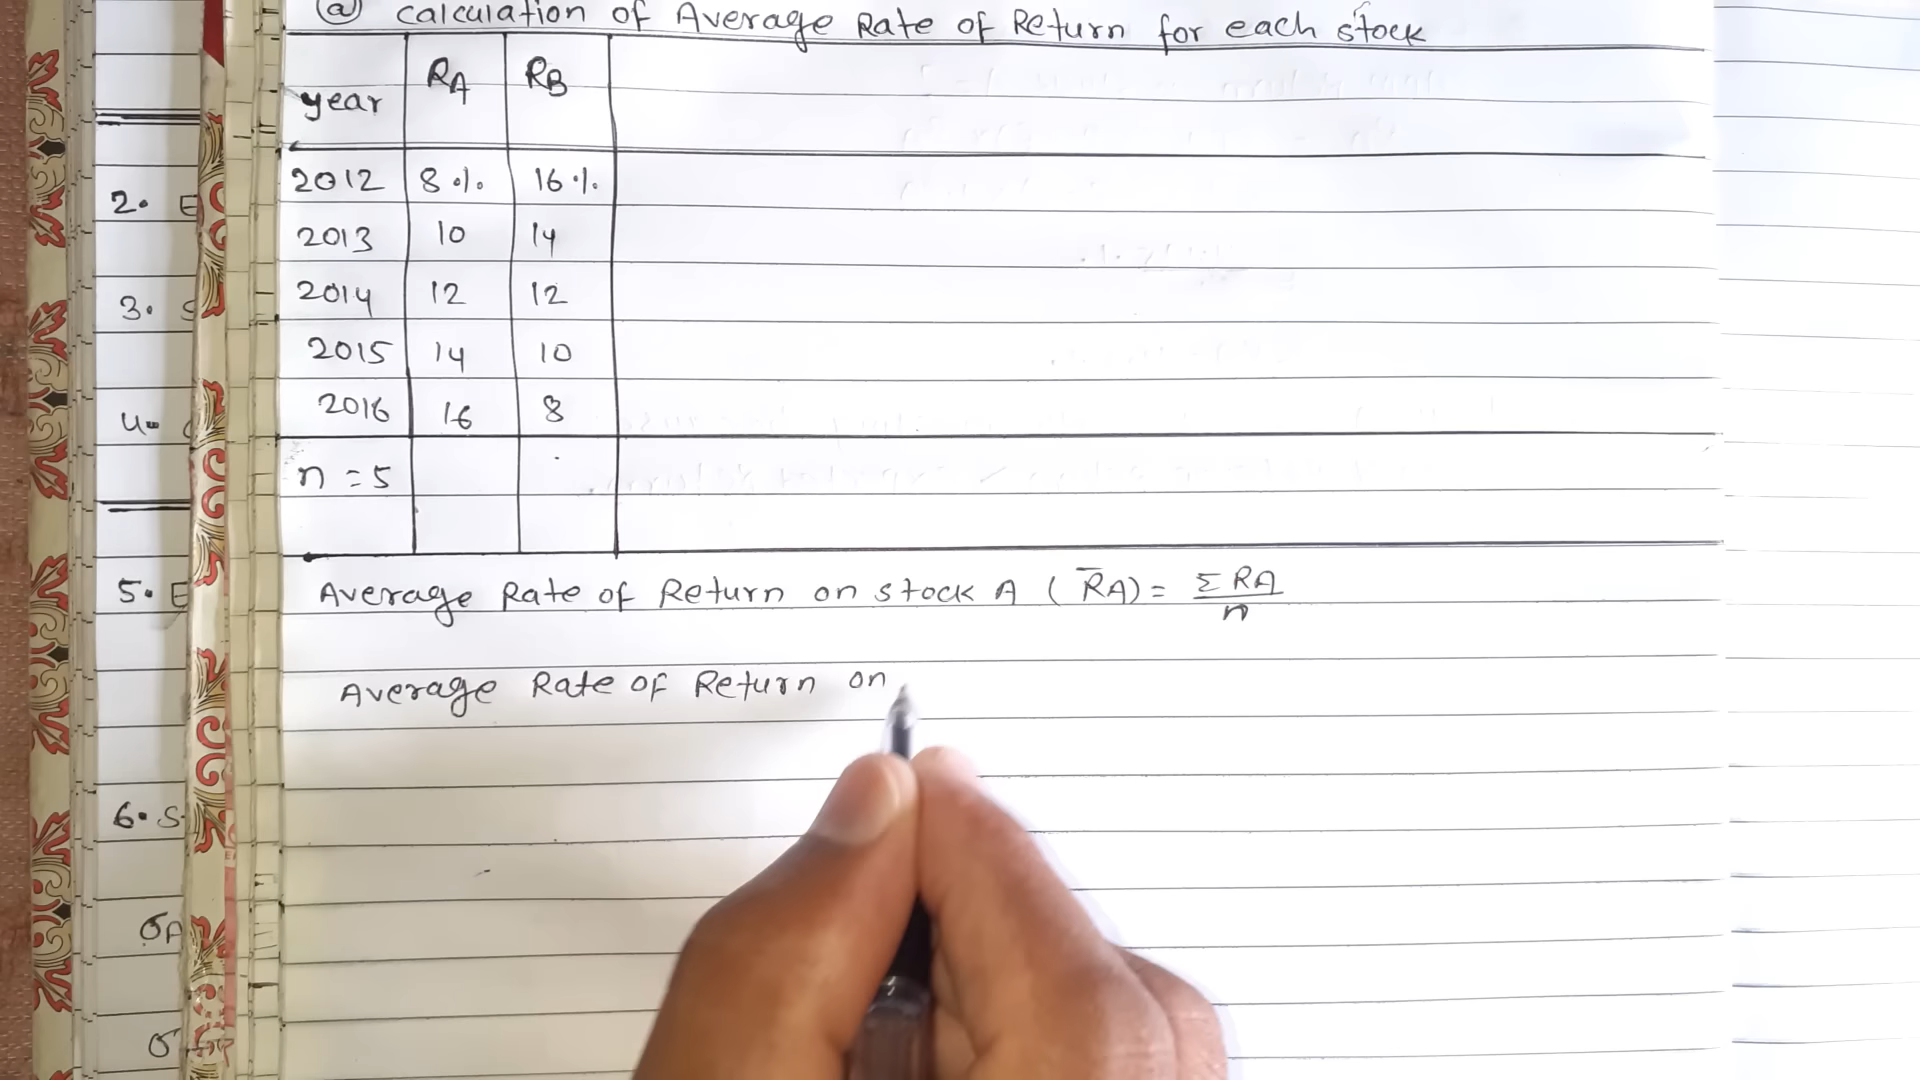 ⓐ calculation of Average Rate of Return for each stock
year RA RB
2012 8% 16%
2013 10 14
2014 12 12
2015 14 10
2016 16 8
n = 5
Average Rate of Return on stock A ( R̄A) = ΣRA/n
Average Rate of Return on
2. E
3. S
4.
5. E
6. S
σA
σ